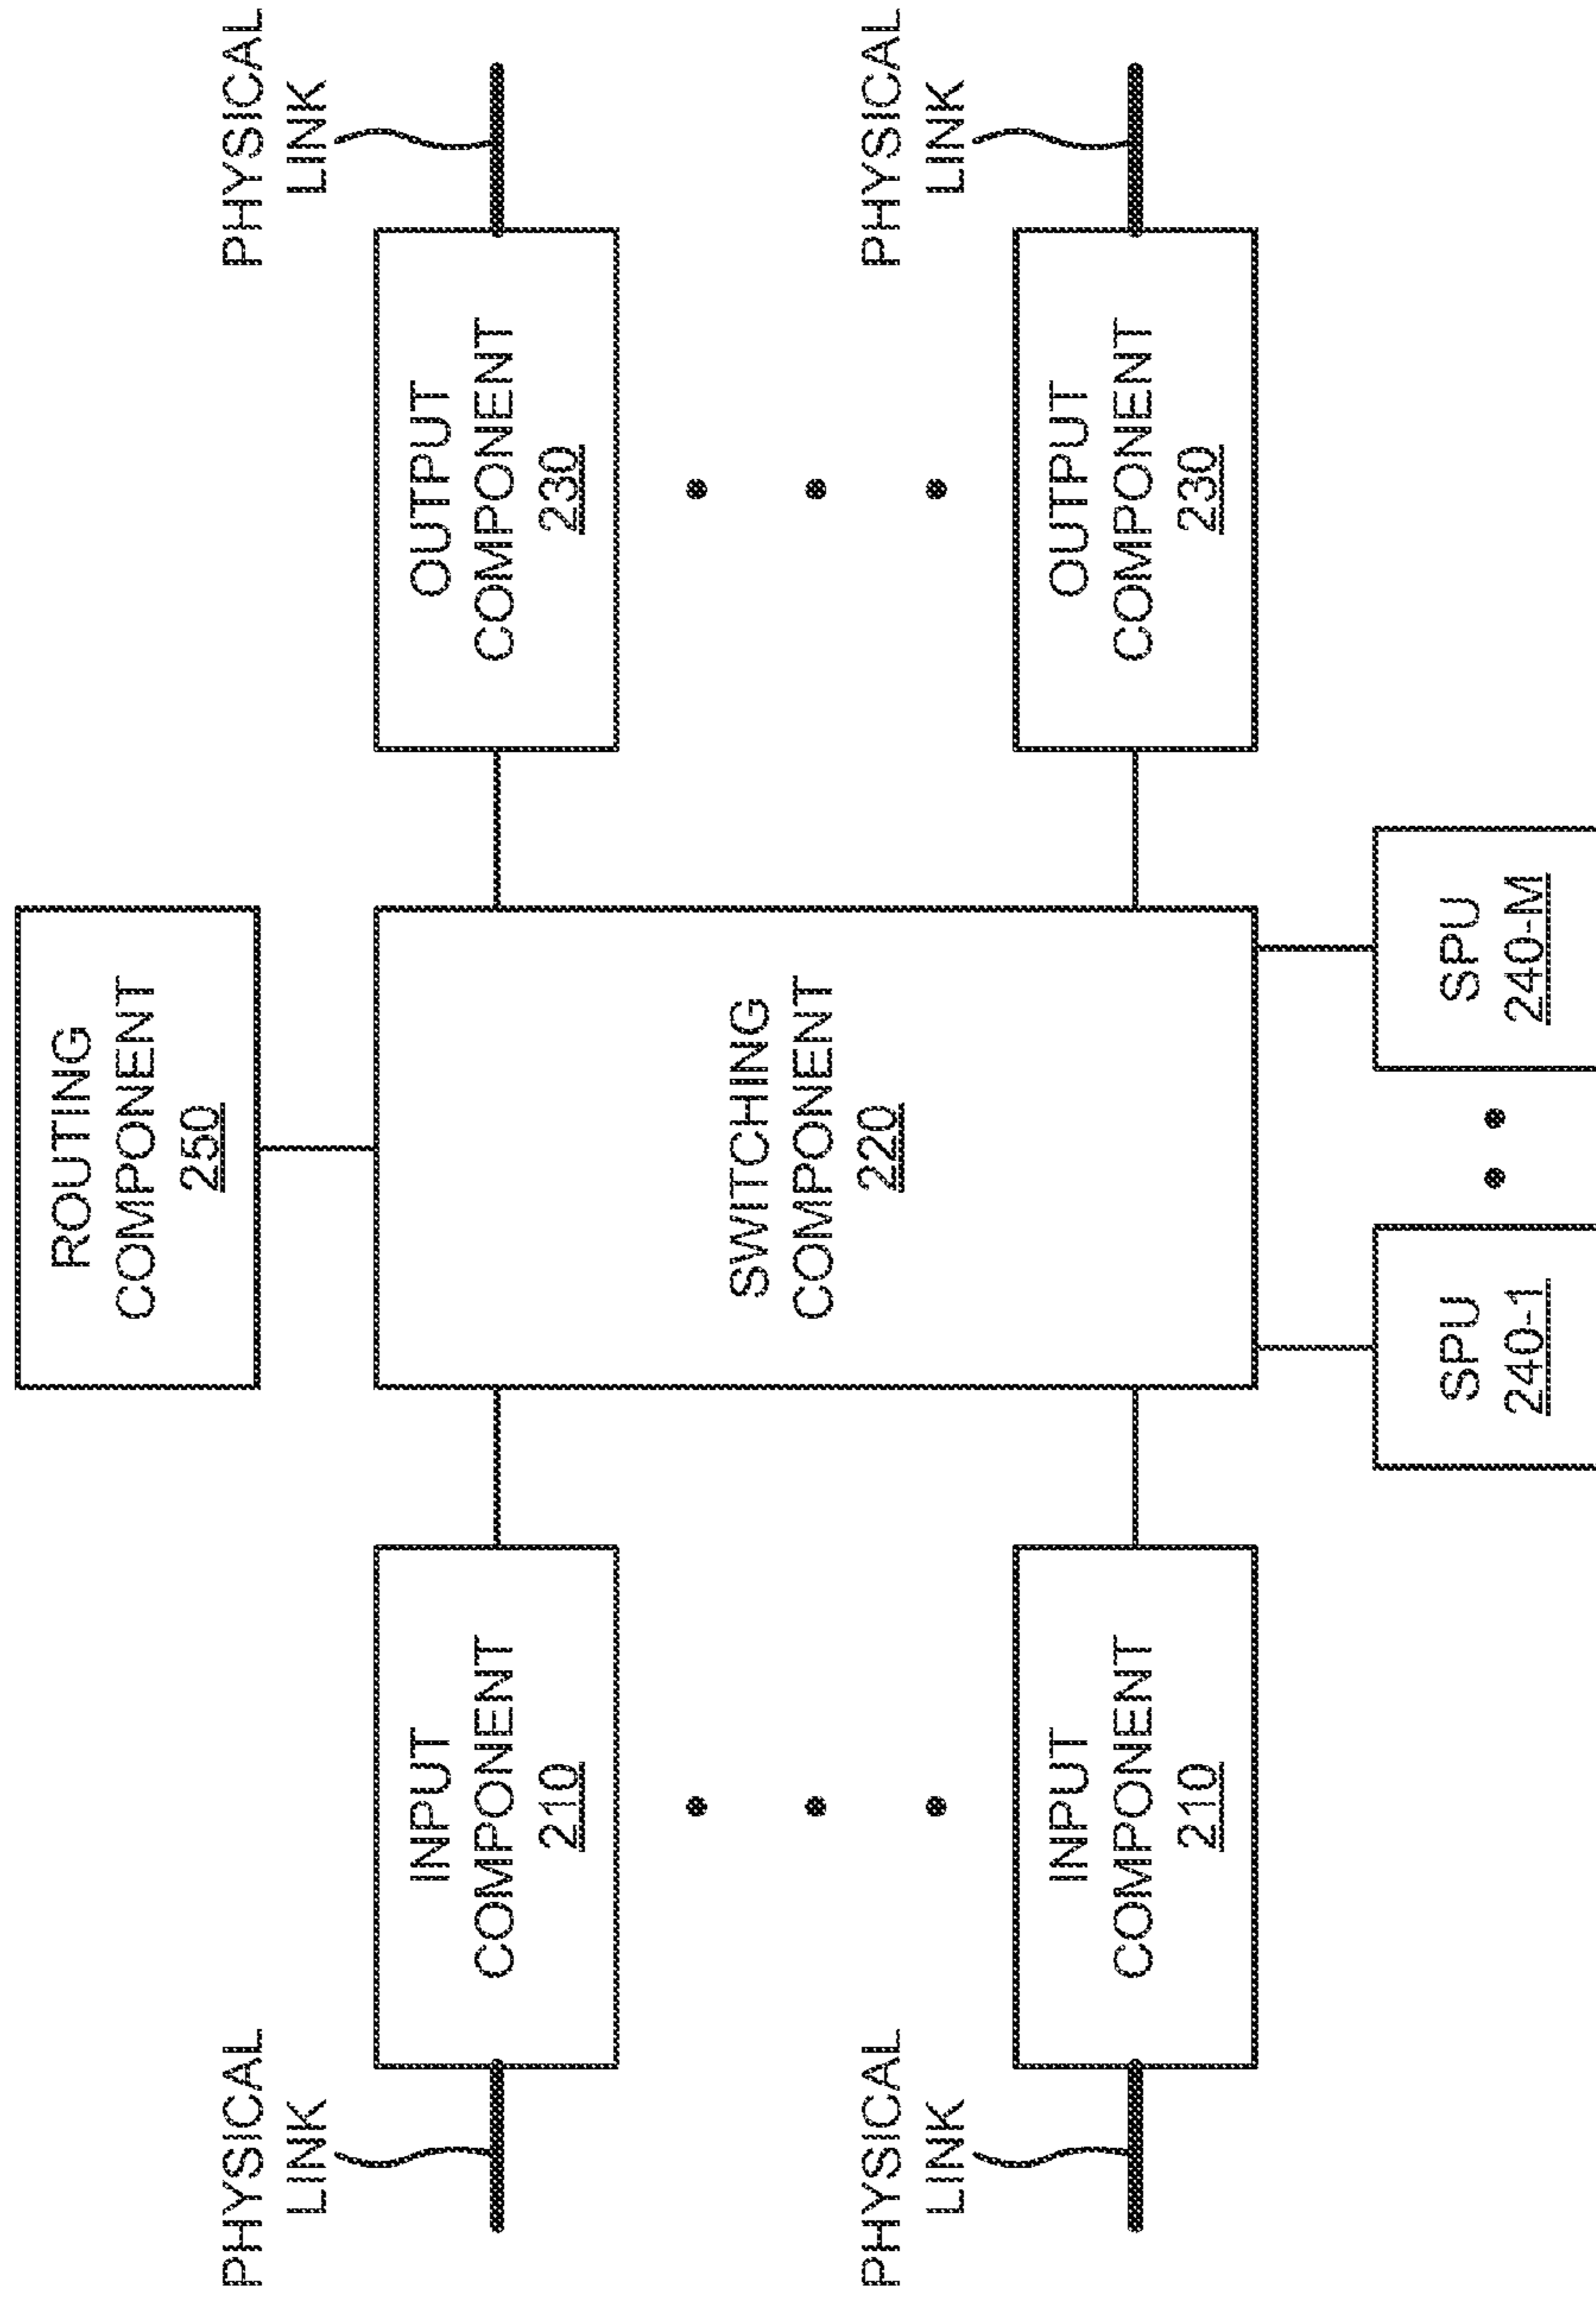 ROUTING
COMPONENT
250
PHYSICAL
LINK
INPUT
COMPONENT
210
SWITCHING
COMPONENT
220
OUTPUT
COMPONENT
230
PHYSICAL
LINK
PHYSICAL
LINK
INPUT
COMPONENT
210
OUTPUT
COMPONENT
230
PHYSICAL
LINK
SPU
240-1
SPU
240-M